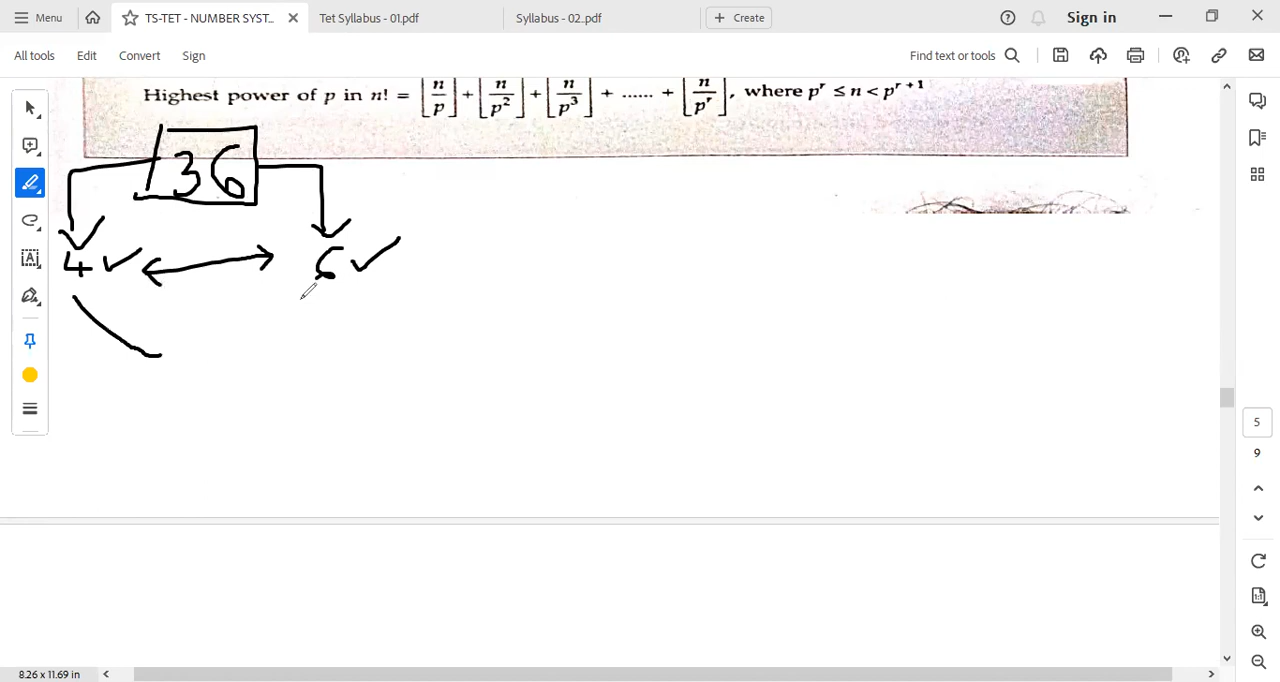 Menu TS-TET - NUMBER SYST... Tet Syllabus - 01.pdf Syllabus - 02..pdf Create Sign in
All tools Edit Convert Sign Find text or tools
Highest power of p in n! = ⌊n/p⌋ + ⌊n/p²⌋ + ⌊n/p³⌋ + ...... + ⌊n/pʳ⌋, where pʳ ≤ n < pʳ⁺¹
36
4
5
9
8.26 x 11.69 in